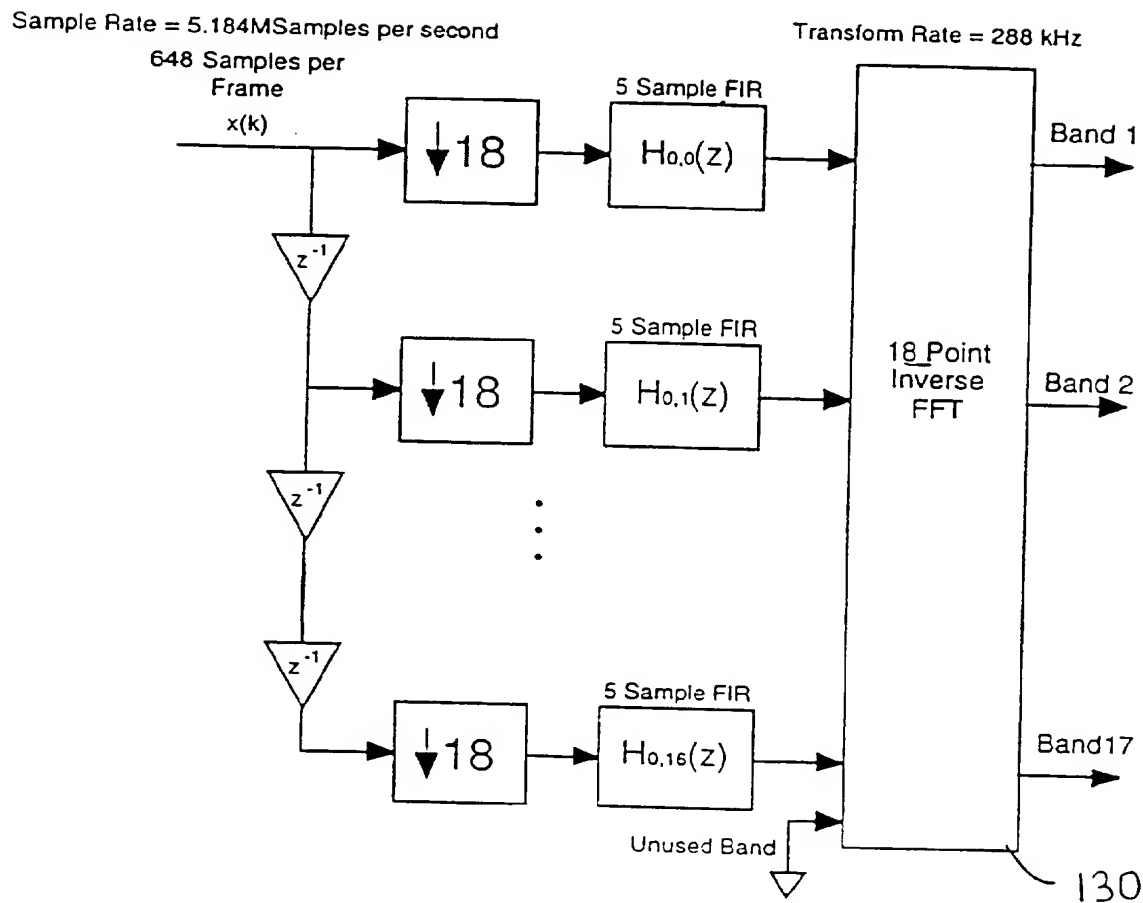 Sample Rate = 5.184MSamples per second
648 Samples per
Frame
x(k)
Transform Rate = 288 kHz
5 Sample FIR
↓18
H0,0(z)
Band 1
z⁻¹
5 Sample FIR
↓18
H0,1(z)
18 Point
Inverse
FFT
Band 2
z⁻¹
z⁻¹
5 Sample FIR
↓18
H0,16(z)
Band17
Unused Band
130